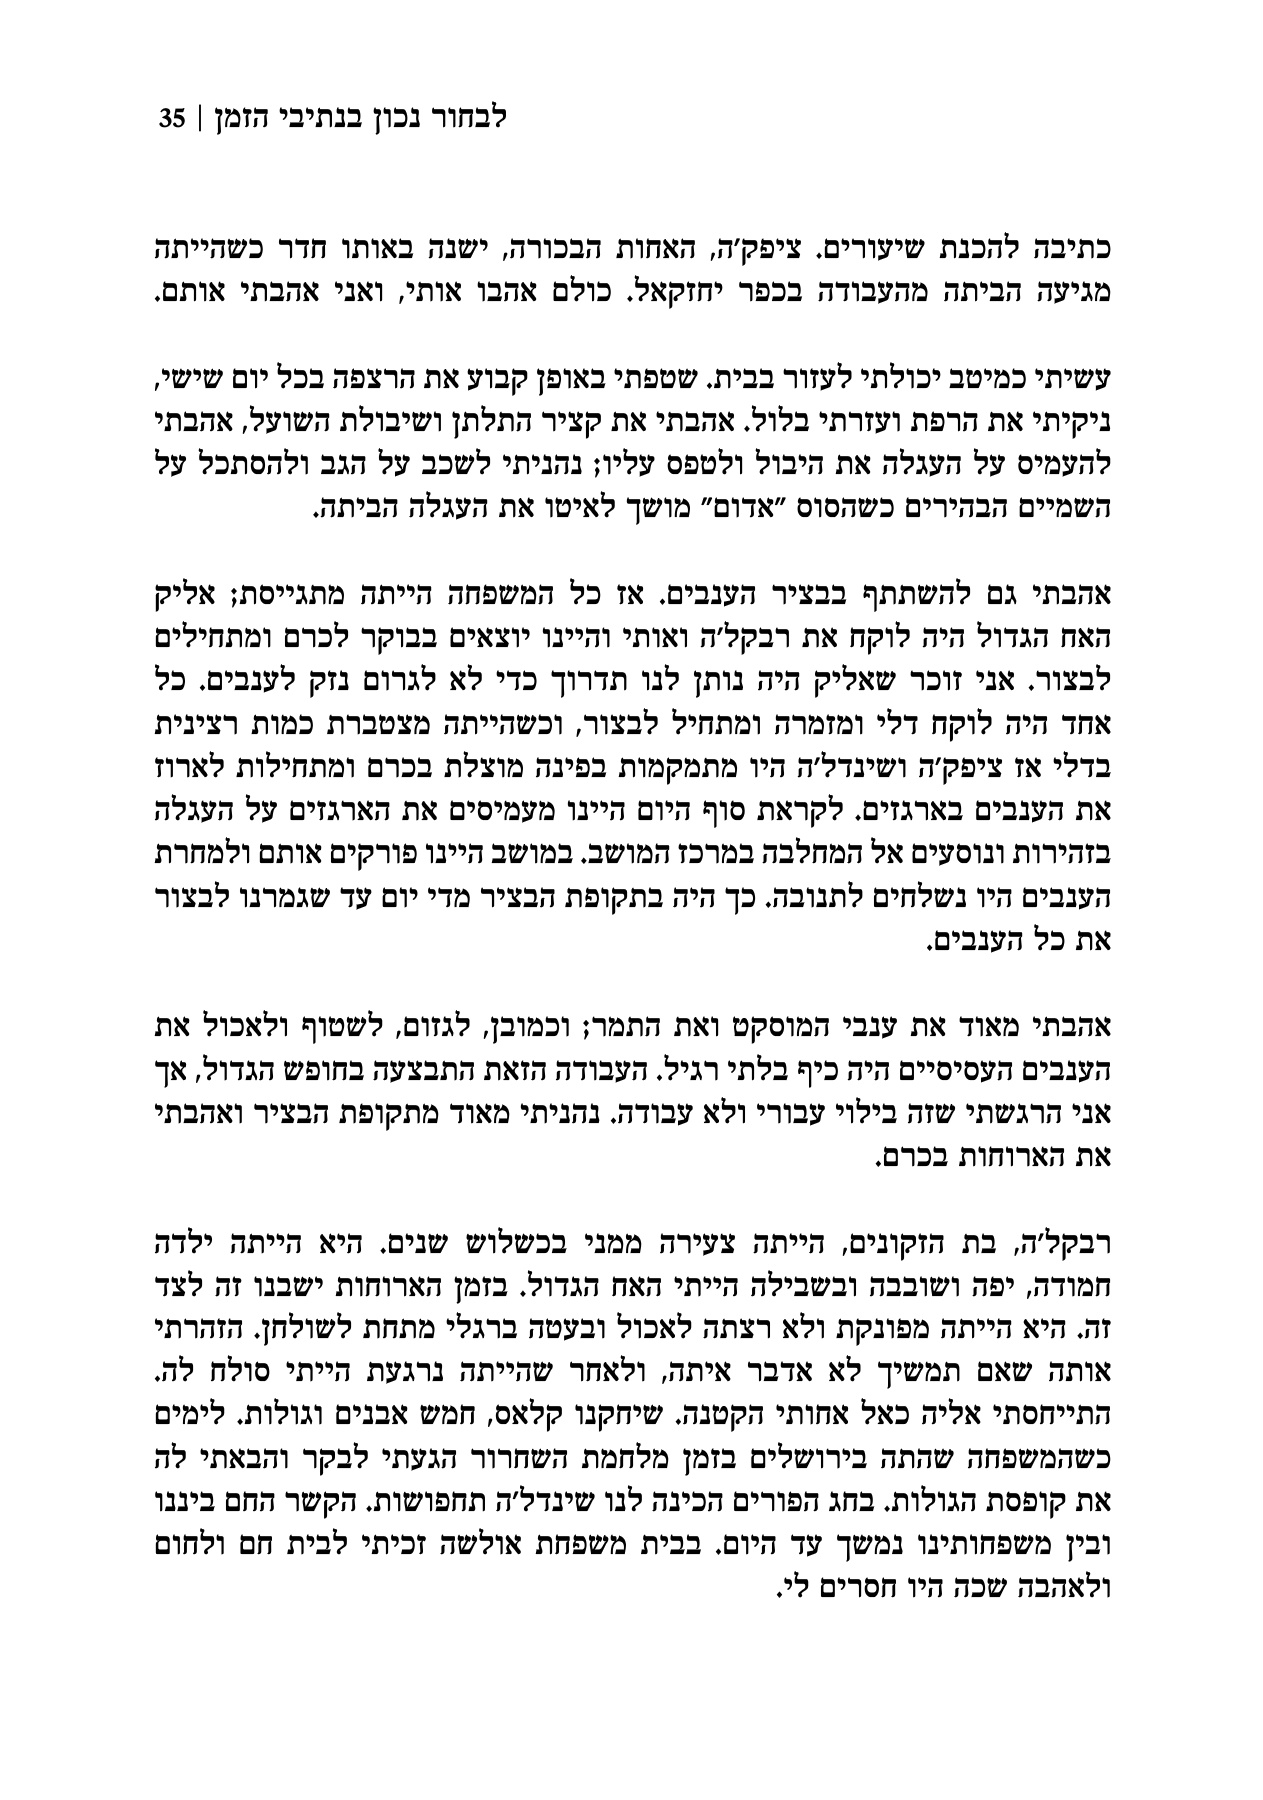 לבחור נכון בנתיבי הזמן | 35
כתיבה להכנת שיעורים. ציפק'ה, האחות הבכורה, ישנה באותו חדר כשהייתה
מגיעה הביתה מהעבודה בכפר יחזקאל. כולם אהבו אותי, ואני אהבתי אותם.
עשיתי כמיטב יכולתי לעזור בבית. שטפתי באופן קבוע את הרצפה בכל יום שישי,
ניקיתי את הרפת ועזרתי בלול. אהבתי את קציר התלתן ושיבולת השועל, אהבתי
להעמיס על העגלה את היבול ולטפס עליו; נהניתי לשכב על הגב ולהסתכל על
השמיים הבהירים כשהסוס "אדום" מושך לאיטו את העגלה הביתה.
אהבתי גם להשתתף בבציר הענבים. אז כל המשפחה הייתה מתגייסת; אליק
האח הגדול היה לוקח את רבקל'ה ואותי והיינו יוצאים בבוקר לכרם ומתחילים
לבצור. אני זוכר שאליק היה נותן לנו תדרוך כדי לא לגרום נזק לענבים. כל
אחד היה לוקח דלי ומזמרה ומתחיל לבצור, וכשהייתה מצטברת כמות רצינית
בדלי אז ציפק'ה ושינדל'ה היו מתמקמות בפינה מוצלת בכרם ומתחילות לארוז
את הענבים בארגזים. לקראת סוף היום היינו מעמיסים את הארגזים על העגלה
בזהירות ונוסעים אל המחלבה במרכז המושב. במושב היינו פורקים אותם ולמחרת
הענבים היו נשלחים לתנובה. כך היה בתקופת הבציר מדי יום עד שגמרנו לבצור
את כל הענבים.
אהבתי מאוד את ענבי המוסקט ואת התמר; וכמובן, לגזום, לשטוף ולאכול את
הענבים העסיסיים היה כיף בלתי רגיל. העבודה הזאת התבצעה בחופש הגדול, אך
אני הרגשתי שזה בילוי עבורי ולא עבודה. נהניתי מאוד מתקופת הבציר ואהבתי
את הארוחות בכרם.
רבקל'ה, בת הזקונים, הייתה צעירה ממני בכשלוש שנים. היא הייתה ילדה
חמודה, יפה ושובבה ובשבילה הייתי האח הגדול. בזמן הארוחות ישבנו זה לצד
זה. היא הייתה מפונקת ולא רצתה לאכול ובעטה ברגלי מתחת לשולחן. הזהרתי
אותה שאם תמשיך לא אדבר איתה, ולאחר שהייתה נרגעת הייתי סולח לה.
התייחסתי אליה כאל אחותי הקטנה. שיחקנו קלאס, חמש אבנים וגולות. לימים
כשהמשפחה שהתה בירושלים בזמן מלחמת השחרור הגעתי לבקר והבאתי לה
את קופסת הגולות. בחג הפורים הכינה לנו שינדל'ה תחפושות. הקשר החם ביננו
ובין משפחותינו נמשך עד היום. בבית משפחת אולשה זכיתי לבית חם ולחום
ולאהבה שכה היו חסרים לי.